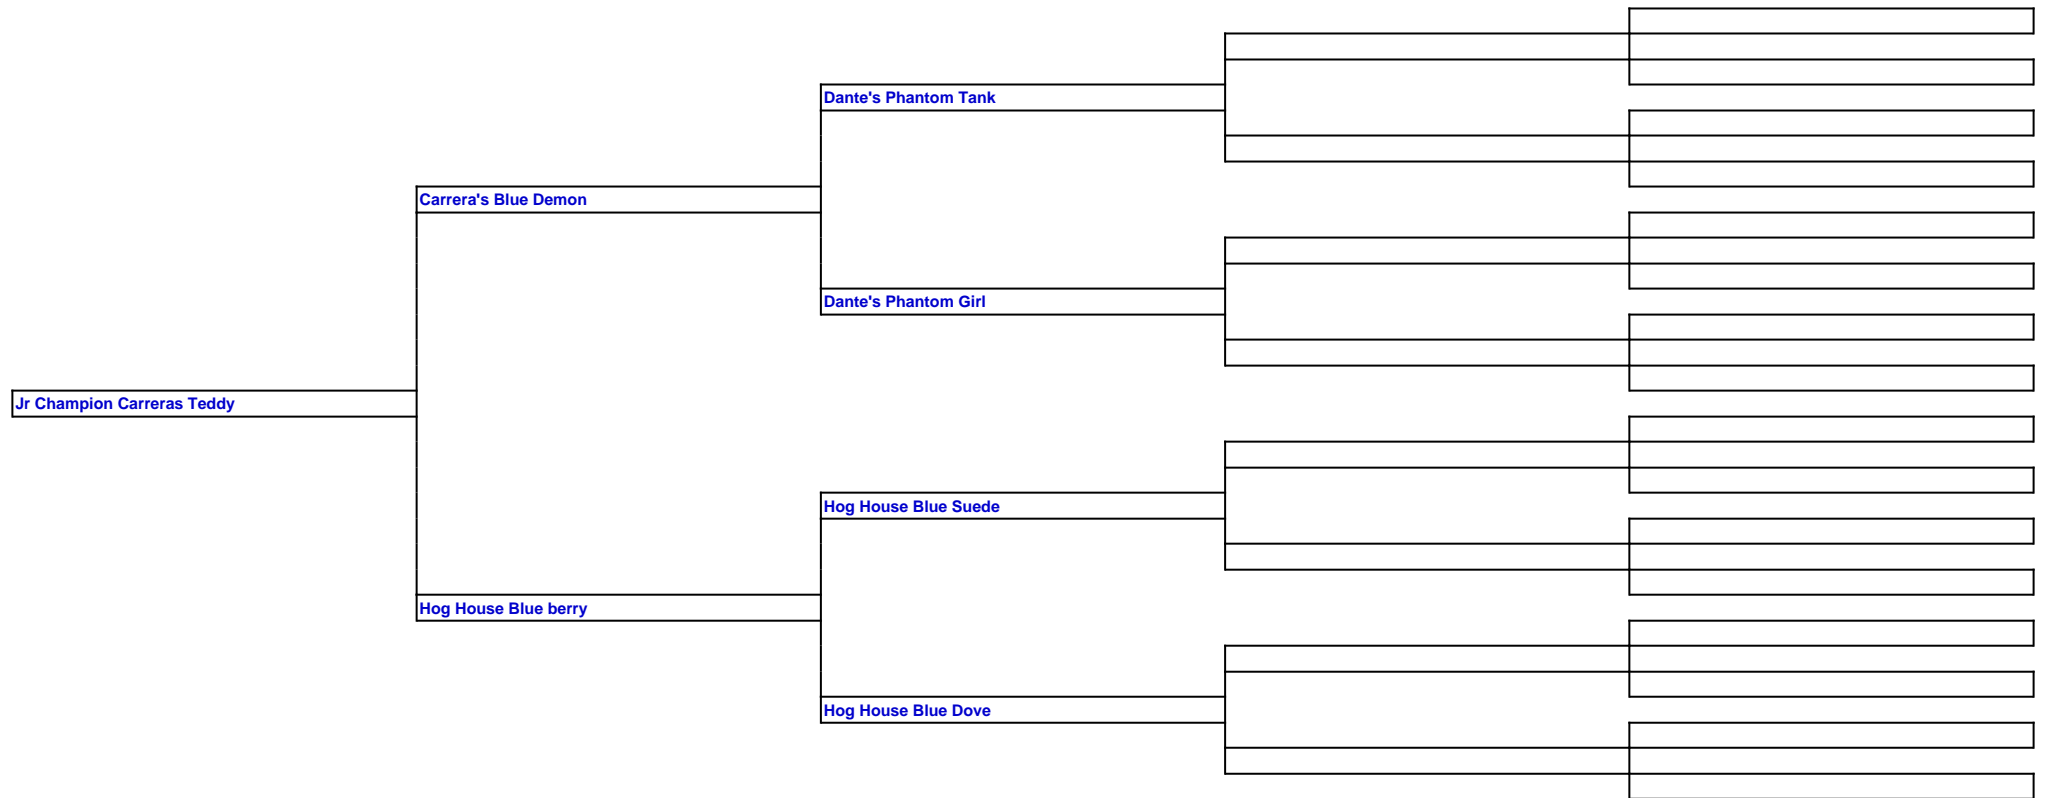 Dante's Phantom Tank
Carrera's Blue Demon
Dante's Phantom Girl
Jr Champion Carreras Teddy
Hog House Blue Suede
Hog House Blue berry
Hog House Blue Dove